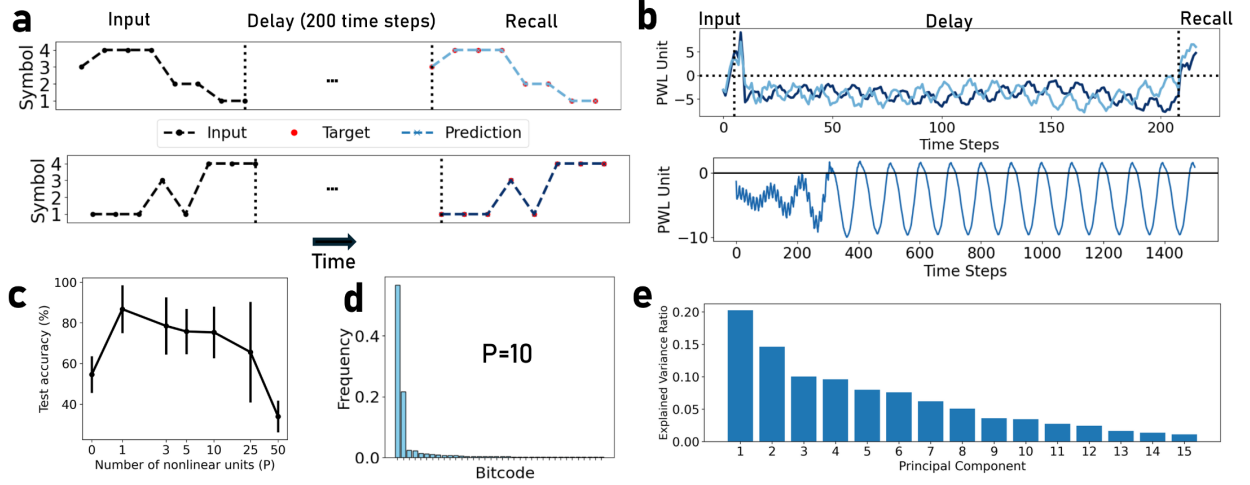 a
Input Delay (200 time steps) Recall
Symbol
4
3
2
1
...
Input Target Prediction
Symbol
4
3
2
1
...
Time
b
Input Delay Recall
PWL Unit
5
0
−5
0 50 100 150 200
Time Steps
PWL Unit
0
−10
0 200 400 600 800 1000 1200 1400
Time Steps
c
Test accuracy (%)
100
80
60
40
0 1 3 5 10 25 50
Number of nonlinear units (P)
d
Frequency
0.4
0.2
0.0
P=10
Bitcode
e
Explained Variance Ratio
0.20
0.15
0.10
0.05
0.00
1 2 3 4 5 6 7 8 9 10 11 12 13 14 15
Principal Component